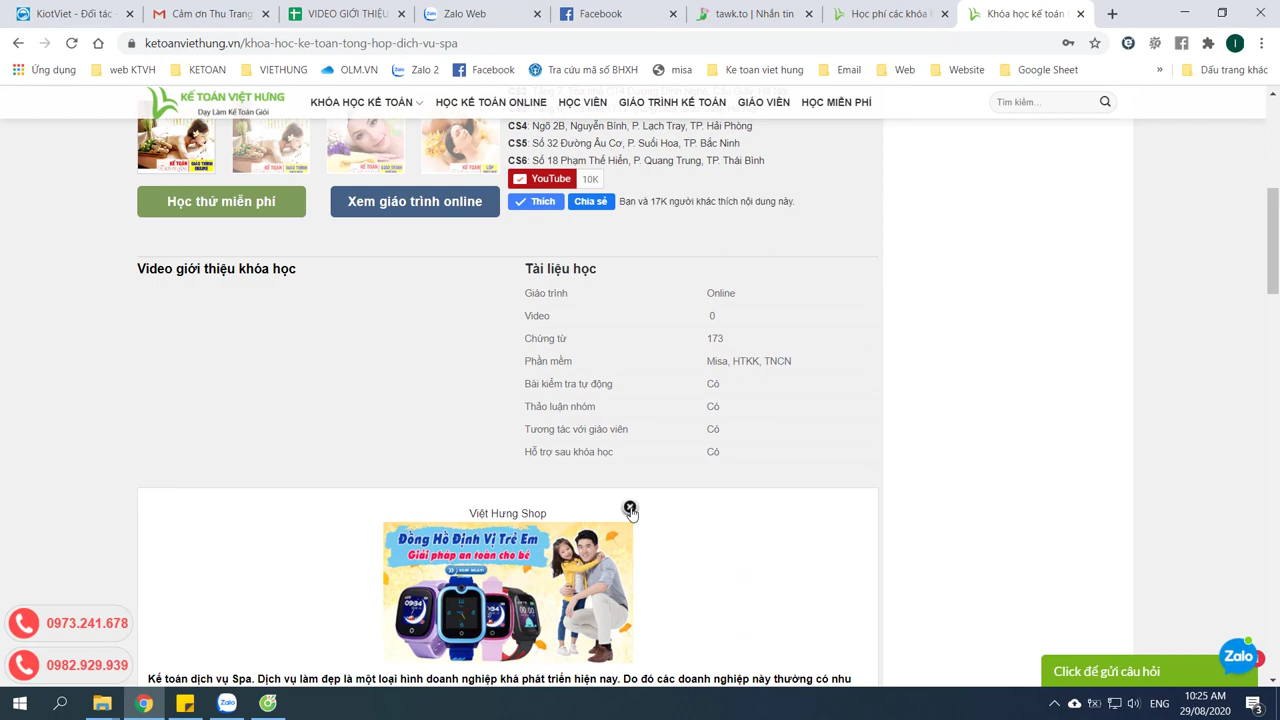 KiotViet - Đối tác -
Cảm ơn Thu Trang
VIDEO GIỚI THIỆU
Zalo Web
Facebook
tawk.to | Nhắn tin
Học phí các khóa h
Khóa học kế toán
ketoanviethung.vn/khoa-hoc-ke-toan-tong-hop-dich-vu-spa
Ứng dụng
web KTVH
KETOAN
VIETHUNG
OLM.VN
Zalo 2
Facebook
Tra cứu mã số BHXH
misa
Ke toan viet hung
Email
Web
Website
Google Sheet
»
Dấu trang khác
KẾ TOÁN VIỆT HƯNG
Dạy Làm Kế Toán Giỏi
KHÓA HỌC KẾ TOÁN
HỌC KẾ TOÁN ONLINE
HỌC VIÊN
GIÁO TRÌNH KẾ TOÁN
GIÁO VIÊN
HỌC MIỄN PHÍ
Tìm kiếm...
CS4: Ngõ 2B, Nguyễn Bính, P. Lạch Tray, TP. Hải Phòng
CS5: Số 32 Đường Âu Cơ, P. Suối Hoa, TP. Bắc Ninh
CS6: Số 18 Phạm Thế Hiển, P. Quang Trung, TP. Thái Bình
YouTube 10K
Học thử miễn phí
Xem giáo trình online
Thích
Chia sẻ
Bạn và 17K người khác thích nội dung này.
Video giới thiệu khóa học
Tài liệu học
Giáo trình Online
Video 0
Chứng từ 173
Phần mềm Misa, HTKK, TNCN
Bài kiểm tra tự động Có
Thảo luận nhóm Có
Tương tác với giáo viên Có
Hỗ trợ sau khóa học Có
Việt Hưng Shop
Đồng Hồ Định Vị Trẻ Em
Giải pháp an toàn cho bé
XEM NGAY!
Kế toán dịch vụ Spa. Dịch vụ làm đẹp là một loại hình doanh nghiệp khá phát triển hiện nay. Do đó các doanh nghiệp này thường có nhu
0973.241.678
0982.929.939
Zalo
Click để gửi câu hỏi
Zalo
ENG
10:25 AM
29/08/2020
3